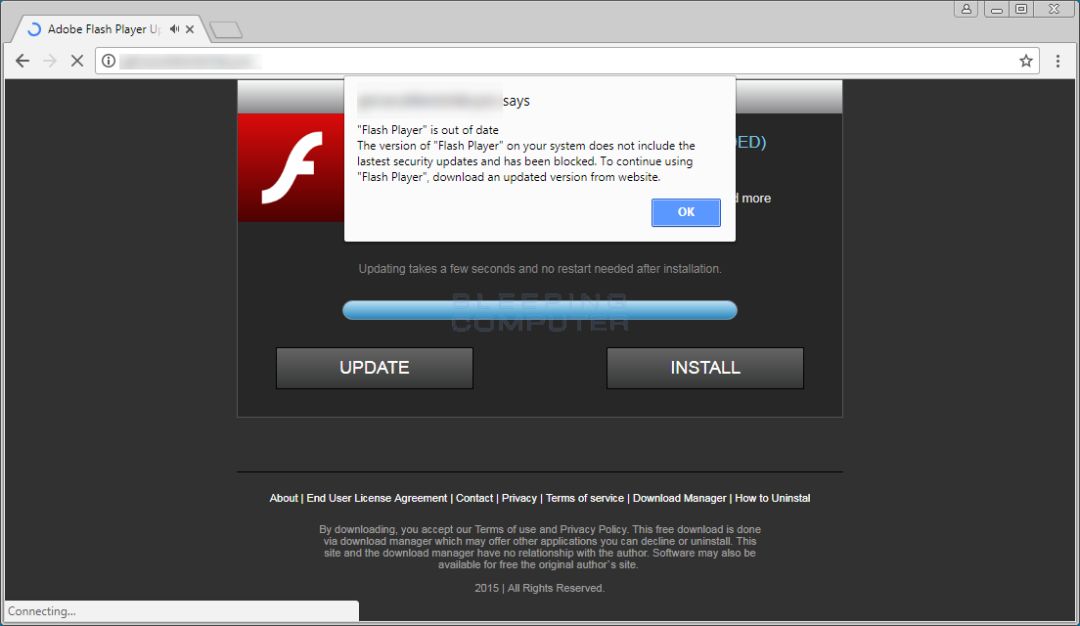 Adobe Flash Player Up
says
"Flash Player" is out of date
The version of "Flash Player" on your system does not include the
lastest security updates and has been blocked. To continue using
"Flash Player", download an updated version from website.
OK
ED)
d more
Updating takes a few seconds and no restart needed after installation.
BLEEPING
COMPUTER
UPDATE
INSTALL
About | End User License Agreement | Contact | Privacy | Terms of service | Download Manager | How to Uninstal
By downloading, you accept our Terms of use and Privacy Policy. This free download is done
via download manager which may offer other applications you can decline or uninstall. This
site and the download manager have no relationship with the author. Software may also be
available for free the original author`s site.
2015 | All Rights Reserved.
Connecting...